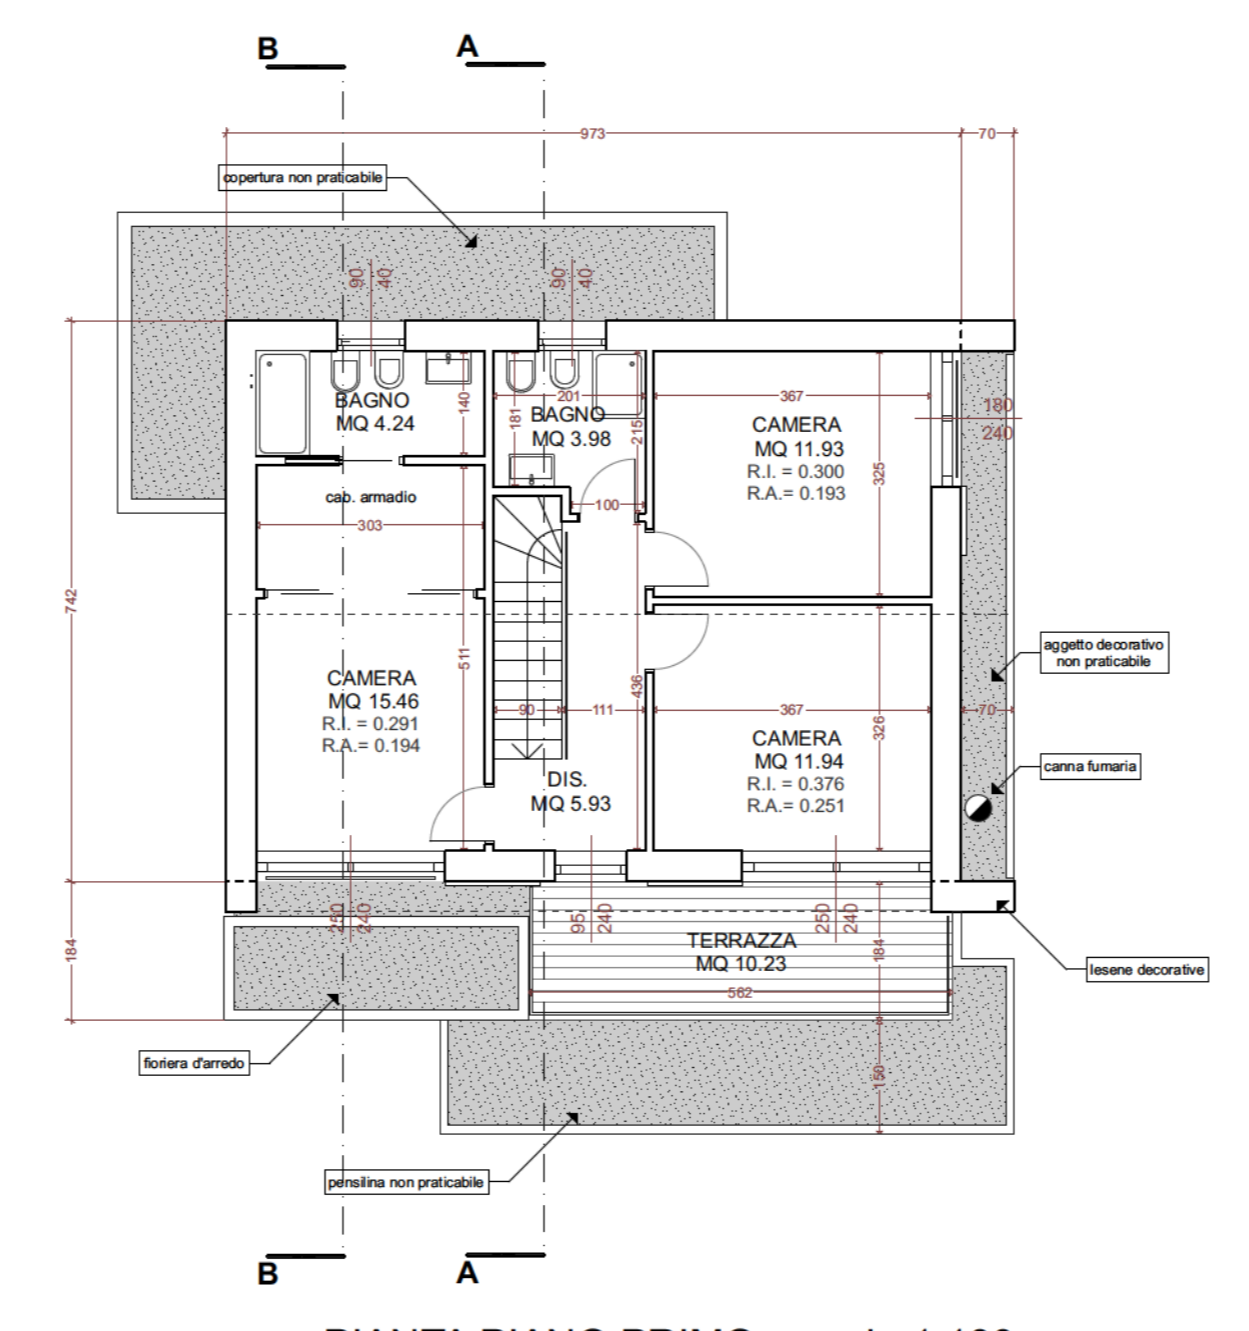 B
A
973
70
copertura non praticabile
90
40
90
40
BAGNO
MQ 4.24
140
201
181
BAGNO
MQ 3.98
215
367
CAMERA
MQ 11.93
R.I. = 0.300
R.A.= 0.193
325
180
240
cab. armadio
303
100
742
511
CAMERA
MQ 15.46
R.I. = 0.291
R.A.= 0.194
436
90
111
367
326
70
CAMERA
MQ 11.94
R.I. = 0.376
R.A.= 0.251
DIS.
MQ 5.93
aggetto decorativo
non praticabile
canna fumaria
250
240
95
240
250
240
184
184
TERRAZZA
MQ 10.23
562
lesene decorative
fioriera d'arredo
150
pensilina non praticabile
B
A